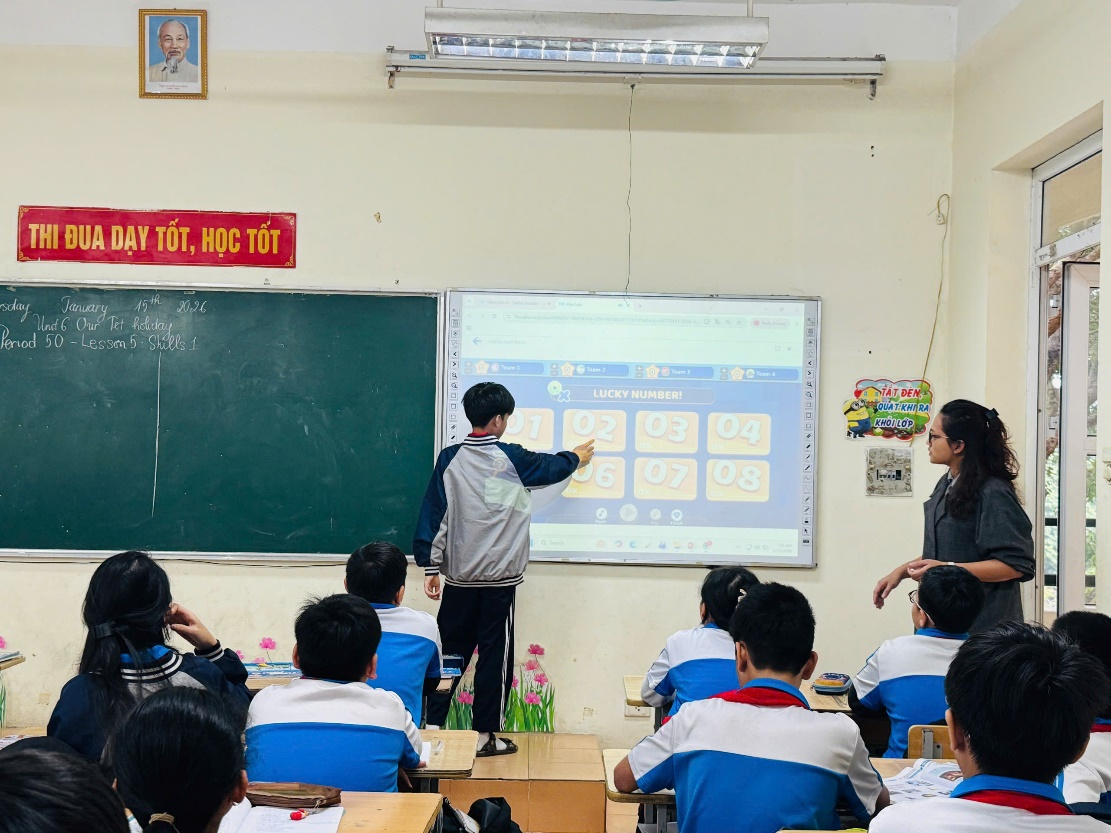 THI ĐUA DẠY TỐT, HỌC TỐT
January 15th 2026
Unit 6 Our Tet holiday
Period 50 - Lesson 5 - Skills 1
Team 1
Team 2
Team 3
Team 4
LUCKY NUMBER!
01 02 03 04
06 07 08
Search
TẮT ĐÈN,
QUẠT KHI RA
KHỎI LỚP